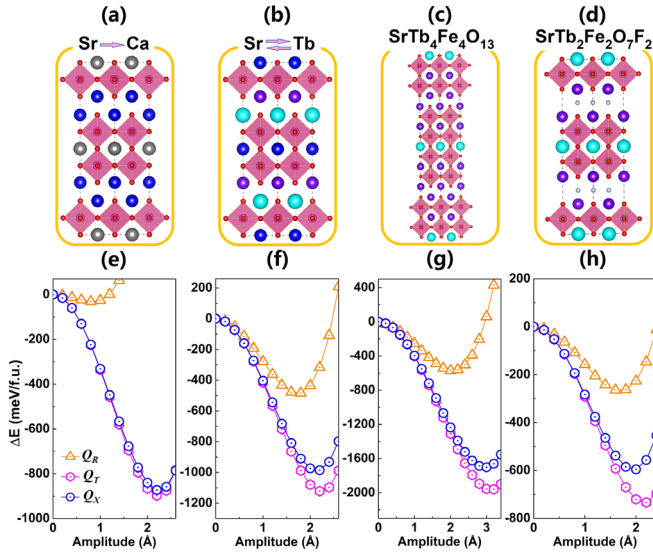 (a) (b) (c) (d)
Sr Ca
Sr Tb
SrTb4Fe4O13
SrTb2Fe2O7F2
(e) (f) (g) (h)
ΔE (meV/f.u.)
0
-200
-400
-600
-800
-1000
QR
QT
QX
0 1 2
Amplitude (Å)
200
0
-200
-400
-600
-800
-1000
-1200
0 1 2
Amplitude (Å)
400
0
-400
-800
-1200
-1600
-2000
0 1 2 3
Amplitude (Å)
200
0
-200
-400
-600
-800
0 1 2
Amplitude (Å)